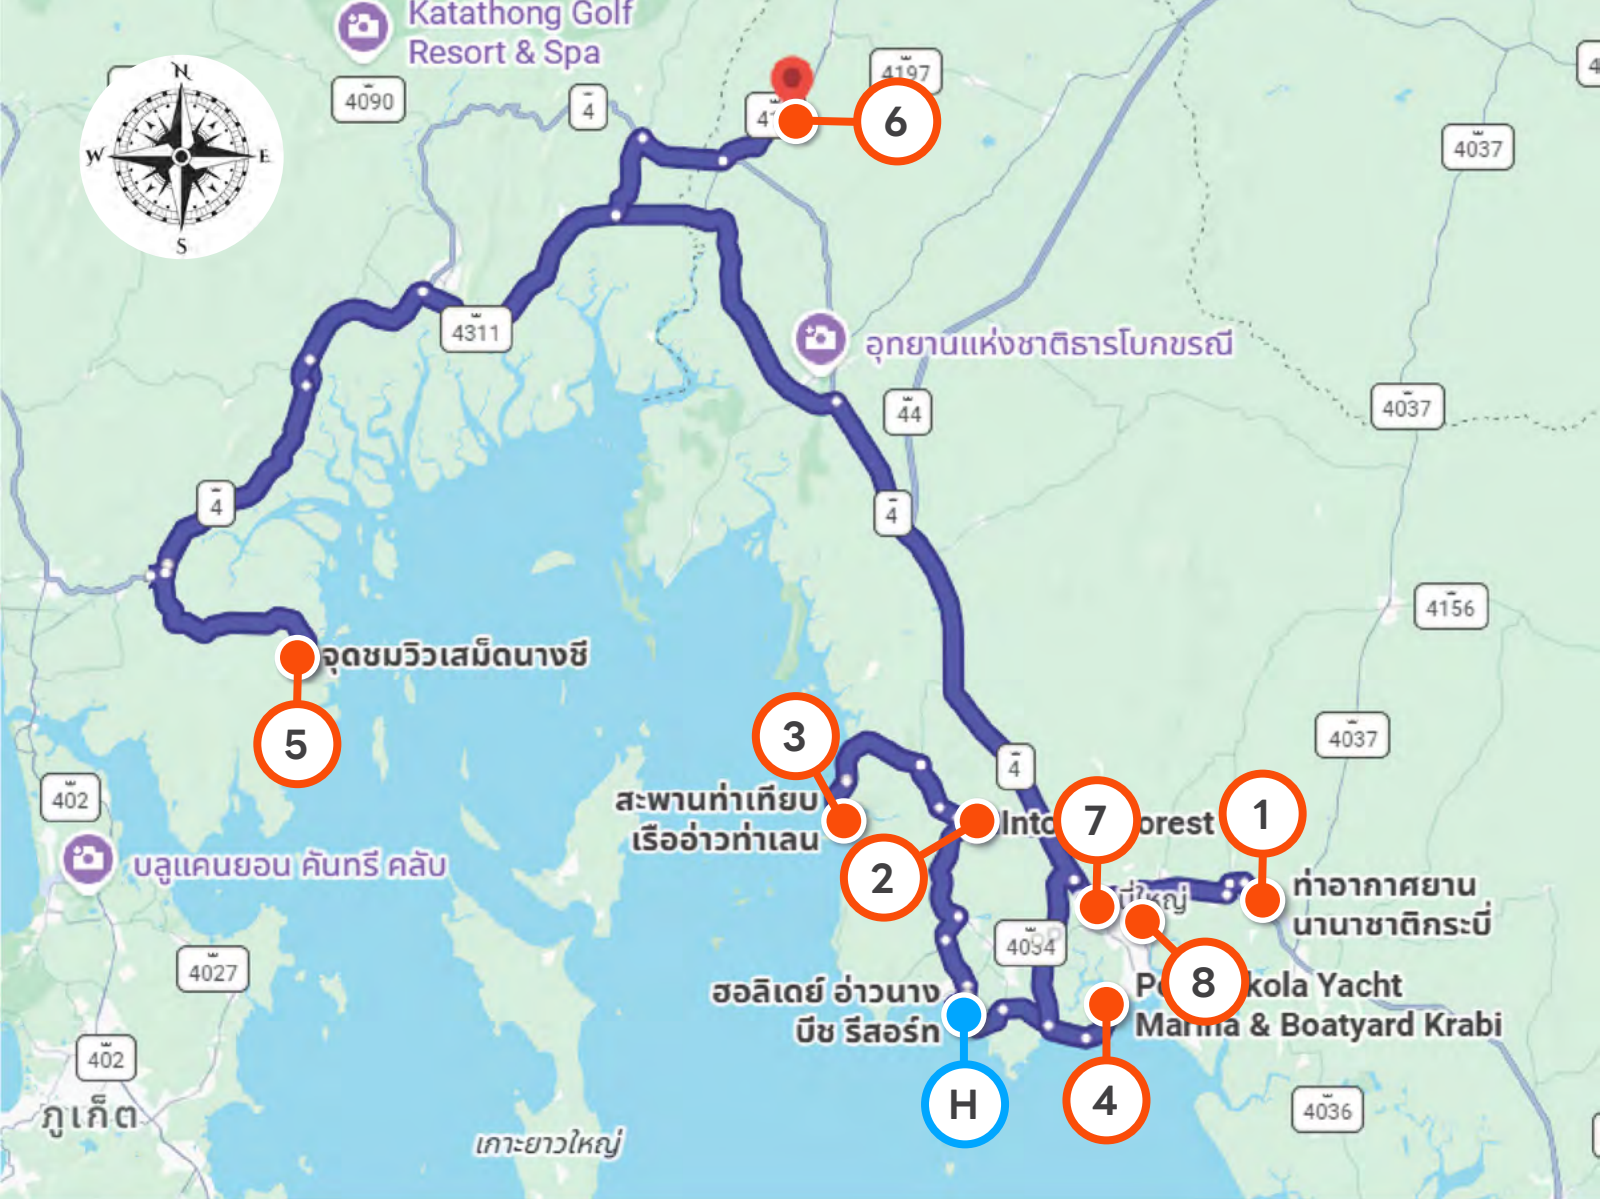 Katathong Golf
Resort & Spa
N
W
E
S
4090
4
4197
6
4
4037
4311
อุทยานแห่งชาติธารโบกขรณี
44
4037
4
4
4156
จุดชมวิวเสม็ดนางชี
5
3
4037
4
402
สะพานท่าเทียบ
เรืออ่าวท่าเลน
7
1
2
บลูแคนยอน คันทรี คลับ
ท่าอากาศยาน
นานาชาติกระบี่
4034
4027
8
ฮอลิเดย์ อ่าวนาง
บีช รีสอร์ท
kola Yacht
Marina & Boatyard Krabi
402
H
4
4036
ภูเก็ต
เกาะยาวใหญ่